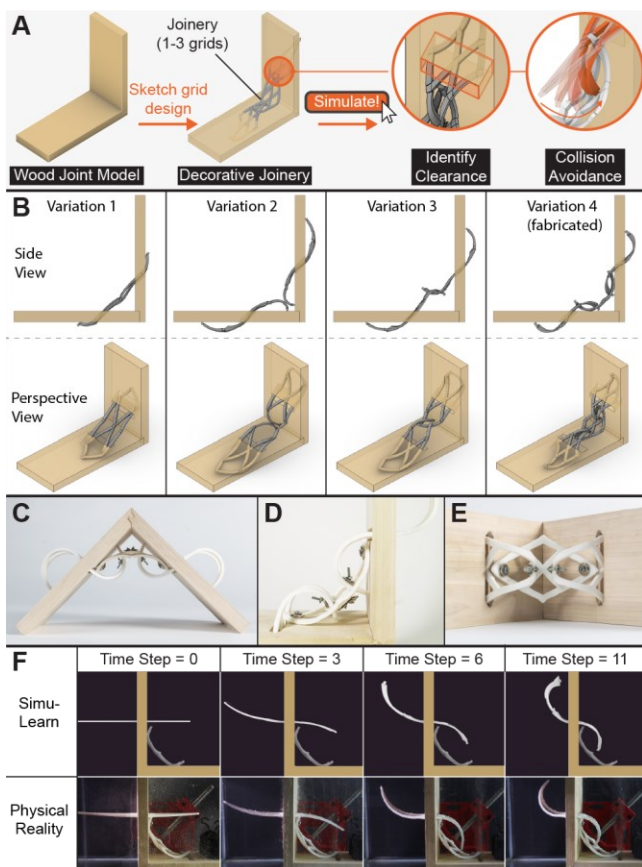 A
Joinery
(1-3 grids)
Sketch grid
design
Simulate!
Wood Joint Model
Decorative Joinery
Identify
Clearance
Collision
Avoidance
B
Variation 1
Variation 2
Variation 3
Variation 4
(fabricated)
Side
View
Perspective
View
C
D
E
F
Time Step = 0
Time Step = 3
Time Step = 6
Time Step = 11
Simu-
Learn
Physical
Reality